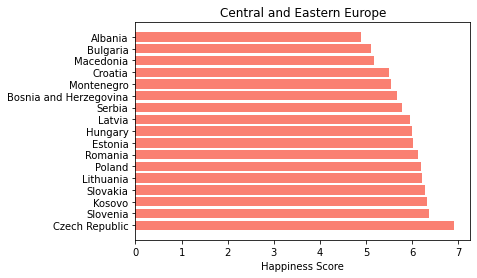 Central and Eastern Europe
Albania
Bulgaria
Macedonia
Croatia
Montenegro
Bosnia and Herzegovina
Serbia
Latvia
Hungary
Estonia
Romania
Poland
Lithuania
Slovakia
Kosovo
Slovenia
Czech Republic
0 1 2 3 4 5 6 7
Happiness Score